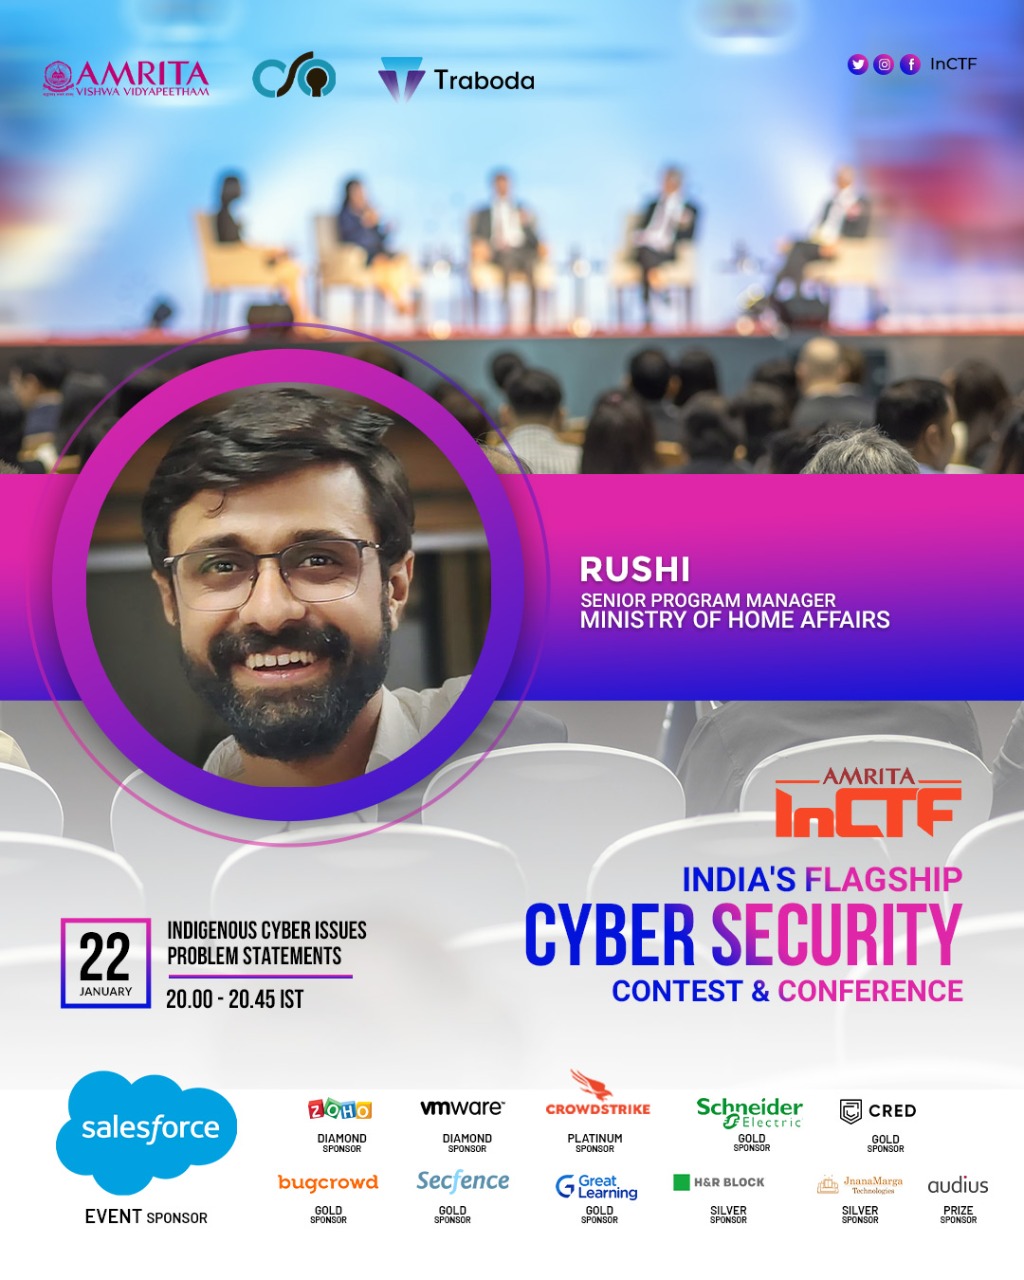 AMRITA
VISHWA VIDYAPEETHAM
Traboda
InCTF
RUSHI
SENIOR PROGRAM MANAGER
MINISTRY OF HOME AFFAIRS
AMRITA
InCTF
INDIA'S FLAGSHIP
CYBER SECURITY
CONTEST & CONFERENCE
22
JANUARY
INDIGENOUS CYBER ISSUES
PROBLEM STATEMENTS
20.00 - 20.45 IST
salesforce
EVENT SPONSOR
ZOHO
DIAMOND
SPONSOR
vmware
DIAMOND
SPONSOR
CROWDSTRIKE
PLATINUM
SPONSOR
Schneider
Electric
GOLD
SPONSOR
CRED
GOLD
SPONSOR
bugcrowd
GOLD
SPONSOR
Secfence
GOLD
SPONSOR
Great
Learning
GOLD
SPONSOR
H&R BLOCK
SILVER
SPONSOR
JnanaMarga
Technologies
SILVER
SPONSOR
audius
PRIZE
SPONSOR